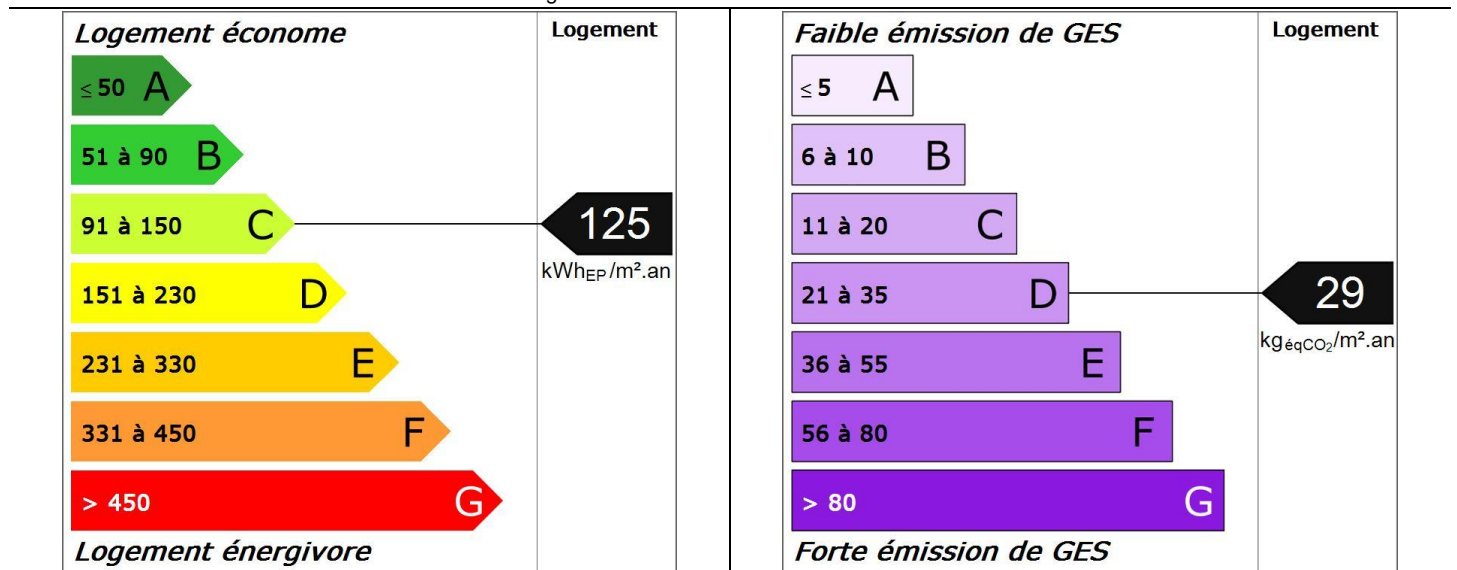 Logement économe Logement
≤ 50 A
51 à 90 B
91 à 150 C 125
kWhEP/m².an
151 à 230 D
231 à 330 E
331 à 450 F
> 450 G
Logement énergivore
Faible émission de GES Logement
≤ 5 A
6 à 10 B
11 à 20 C
21 à 35 D 29
kgéqCO2/m².an
36 à 55 E
56 à 80 F
> 80 G
Forte émission de GES